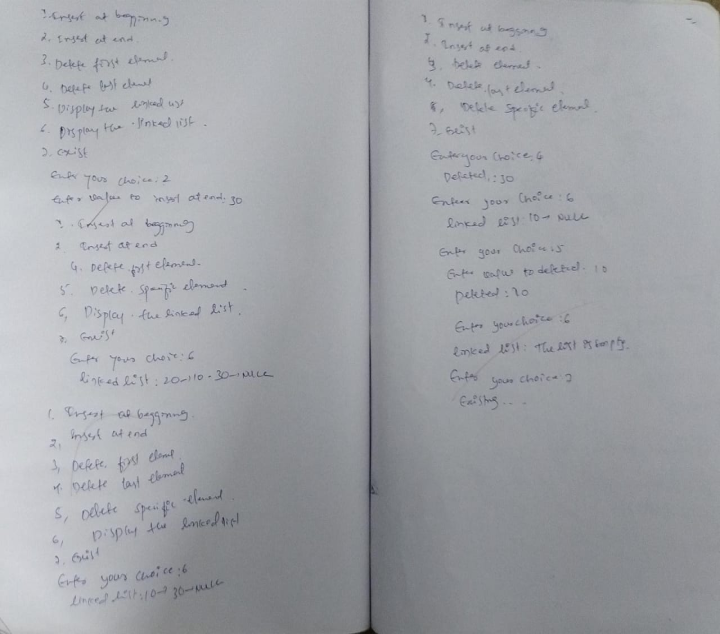 1. Insert at beggining
2. Insert at end.
3. Delete first element.
4. Delete last element
5. Display the linked list
6. Display the linked list.
7. exist
Enter your choice: 2
Enter value to insert at end: 30
1. Insert at beggining
2. Insert at end
4. Delete first element.
5. Delete specific element.
6, Display the linked list.
7. Exist
Enter your choice: 6
linked list: 20→10→30→NULL
1. Insert at beggining.
2, Insert at end
3, Delete first element.
4. Delete last element
5, Delete specific element.
6, Display the linked list
7. Exist
Enter your choice: 6
linked list: 10→30→NULL
1. Insert at beggining
2. Insert at end.
3. Delete element.
4. Delete last element.
5, Delete specific element.
7. Exist
Enter your choice: 4
Deleted: 30
Enter your choice: 6
linked list: 10→NULL
Enter your choice: 5
Enter value to deleted: 10
Deleted: 10
Enter your choice: 6
linked list: The list is empty.
Enter your choice 7
Existing...